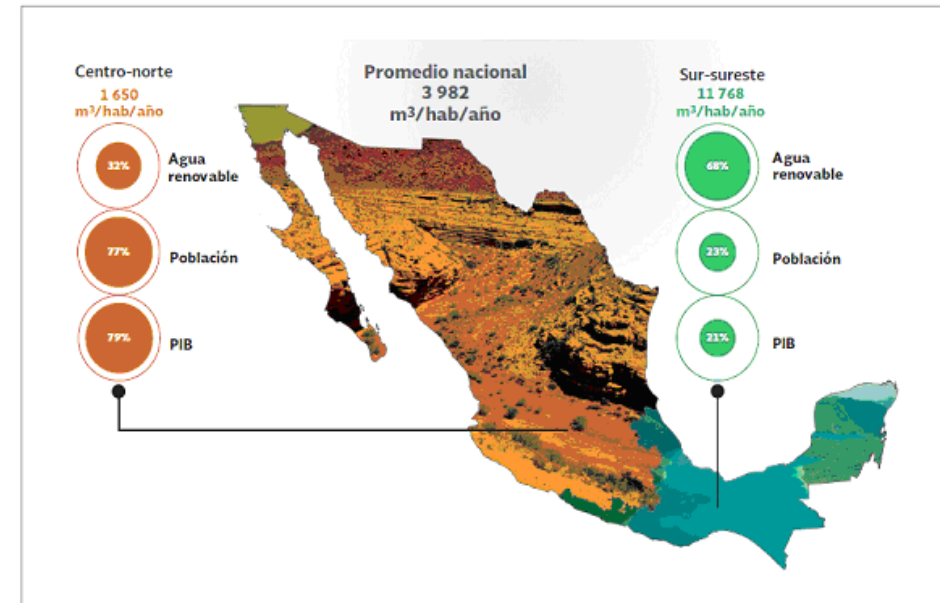 Centro-norte
1 650
m³/hab/año
32%
Agua
renovable
77%
Población
79%
PIB
Promedio nacional
3 982
m³/hab/año
Sur-sureste
11 768
m³/hab/año
68%
Agua
renovable
23%
Población
21%
PIB